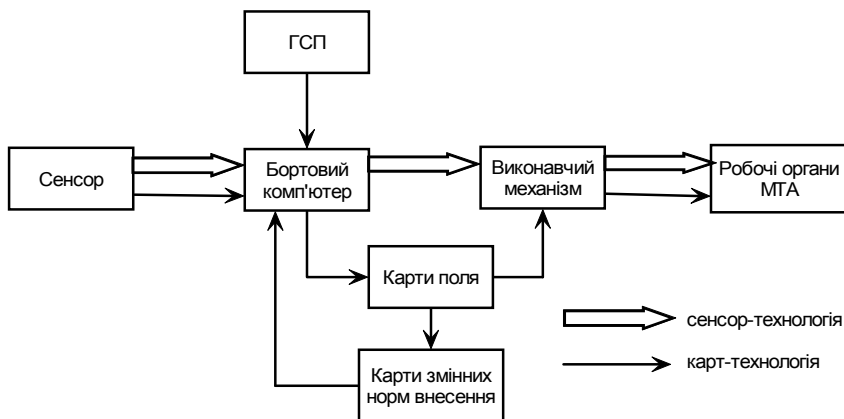 ГСП
Сенсор
Бортовий
комп'ютер
Виконавчий
механізм
Робочі органи
МТА
Карти поля
Карти змінних
норм внесення
сенсор-технологія
карт-технологія